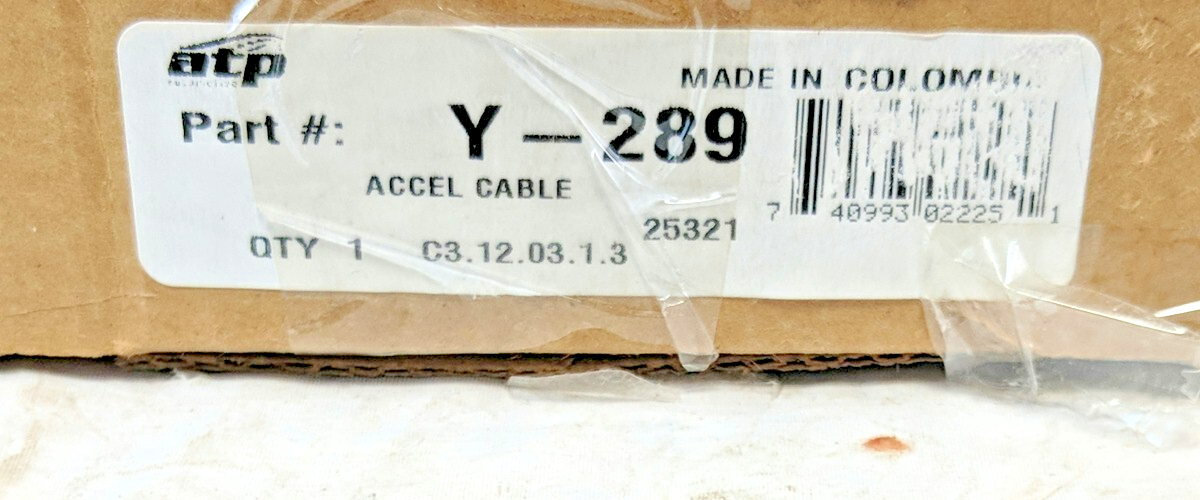 atp
MADE IN COLOMBIA
Part #: Y-289
ACCEL CABLE
25321
7 40993 02225 1
QTY 1 C3.12.03.1.3